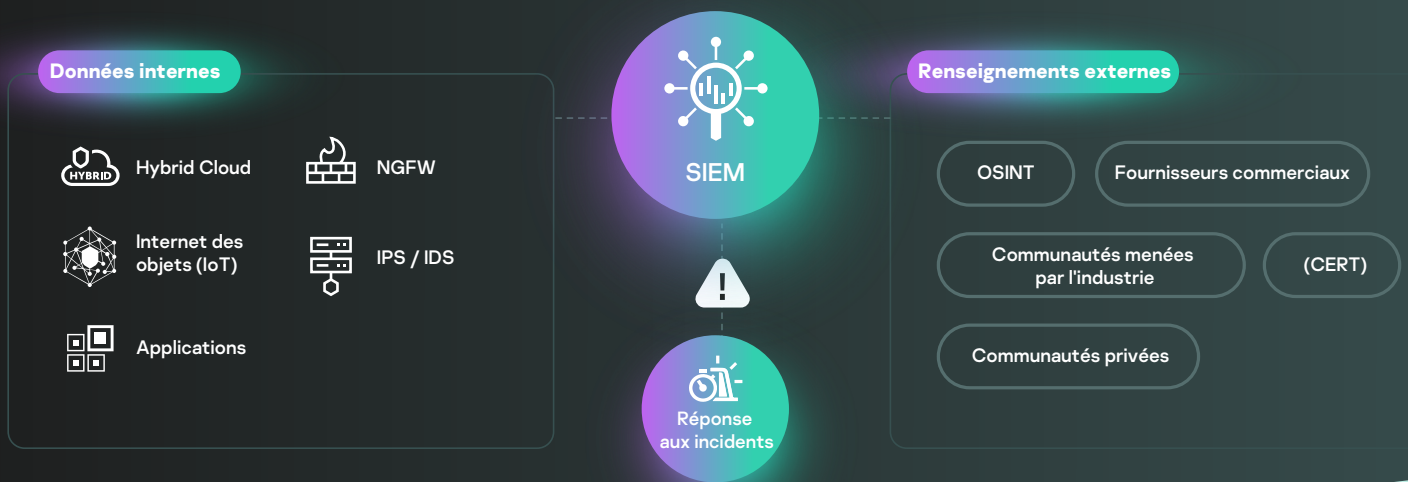 Données internes
HYBRID
Hybrid Cloud
NGFW
Internet des
objets (IoT)
IPS / IDS
Applications
SIEM
!
Réponse
aux incidents
Renseignements externes
OSINT
Fournisseurs commerciaux
Communautés menées
par l'industrie
(CERT)
Communautés privées